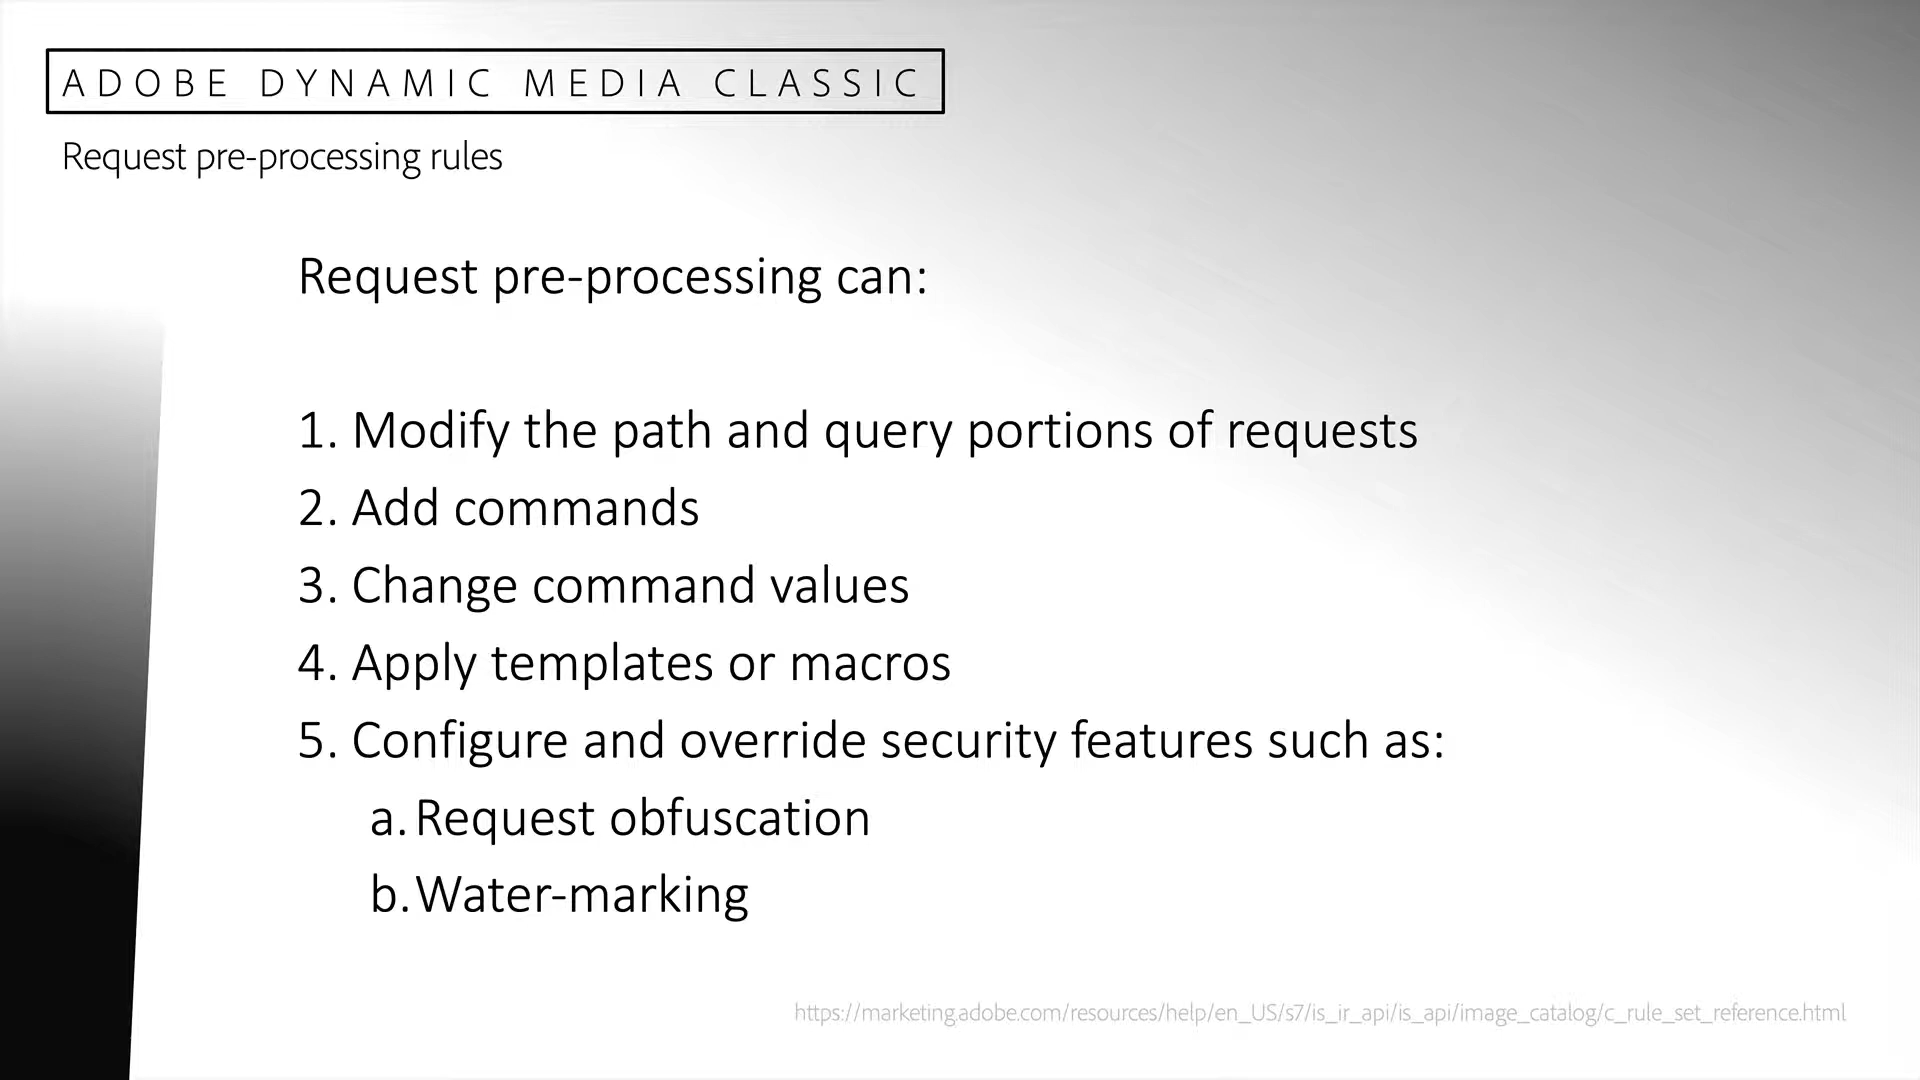 ADOBE DYNAMIC MEDIA CLASSIC
Request pre-processing rules
Request pre-processing can:
1. Modify the path and query portions of requests
2. Add commands
3. Change command values
4. Apply templates or macros
5. Configure and override security features such as:
a. Request obfuscation
b. Water-marking
https://marketing.adobe.com/resources/help/en_US/s7/is_ir_api/is_api/image_catalog/c_rule_set_reference.html